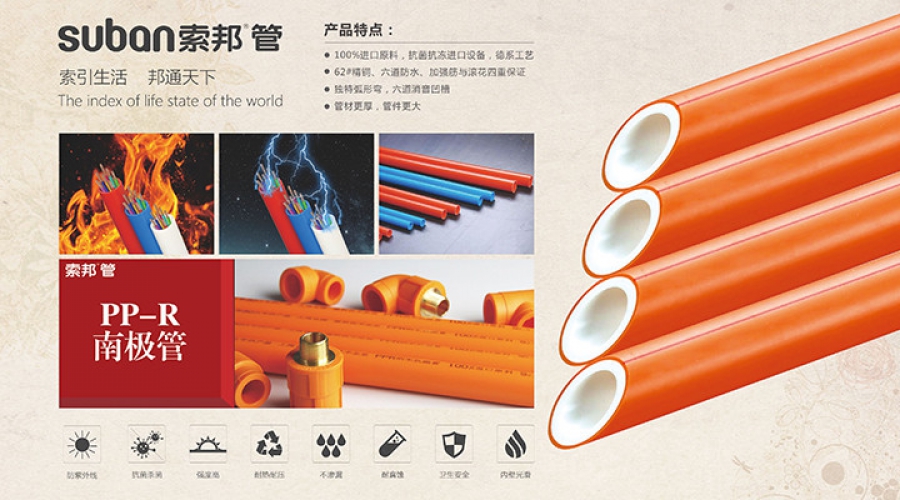 suban索邦®管
索引生活 邦通天下
The index of life state of the world
产品特点：
● 100%进口原料，抗菌抗冻进口设备，德系工艺
● 62#精铜、六道防水、加强筋与滚花四重保证
● 独特弧形弯，六道消音凹槽
● 管材更厚，管件更大
索邦®管
PP-R
南极管
防紫外线
抗菌杀菌
强度高
耐热耐压
不渗漏
耐腐蚀
卫生安全
内壁光滑